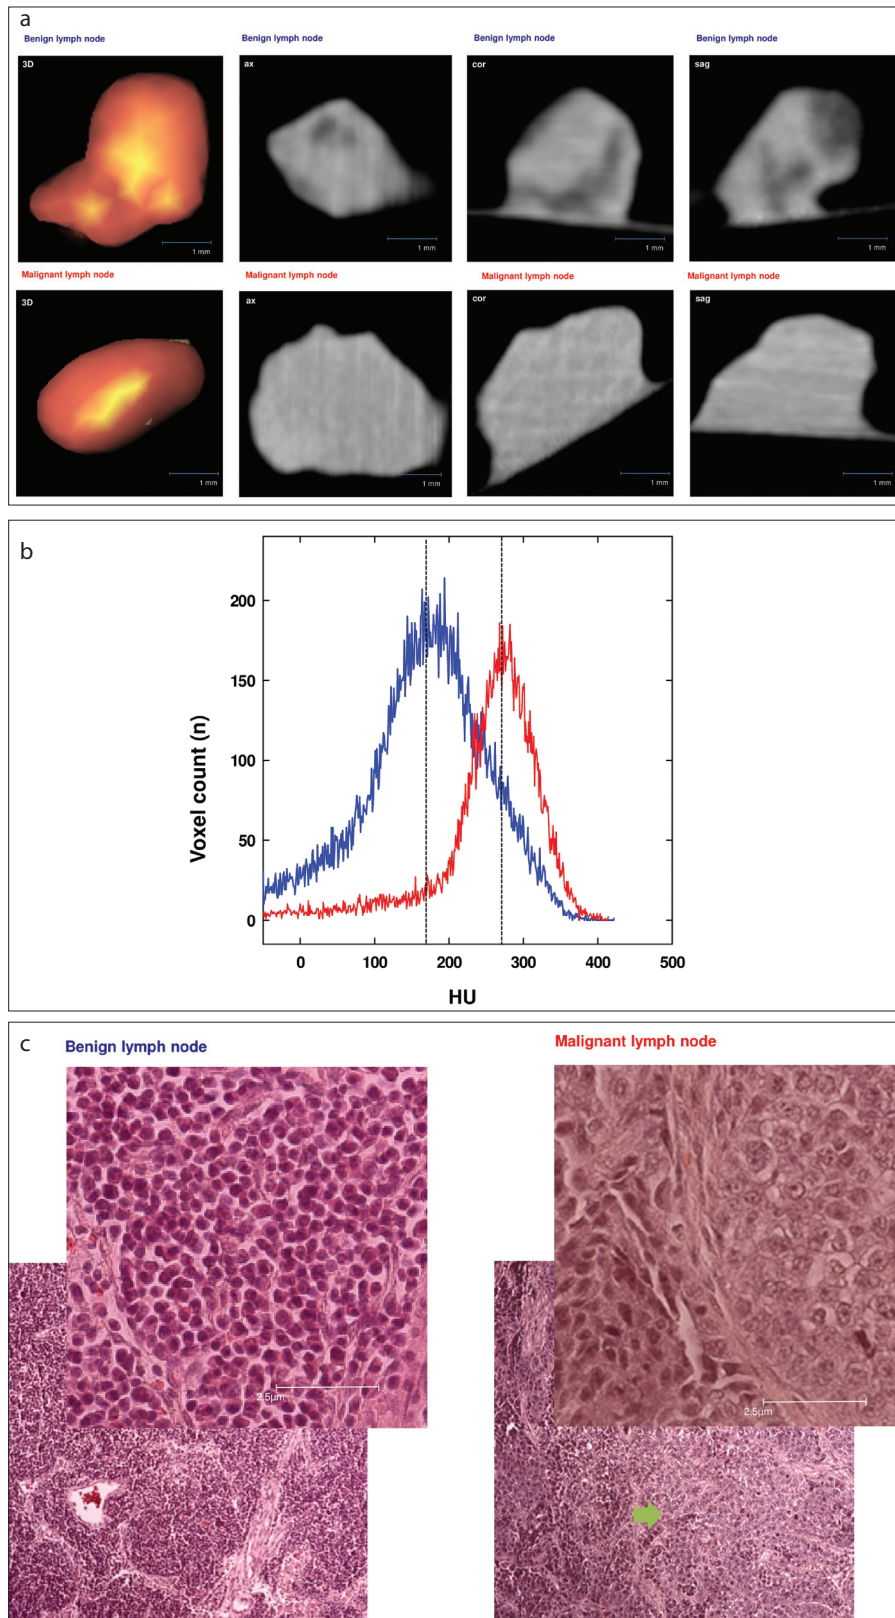 a
Benign lymph node
Benign lymph node
Benign lymph node
Benign lymph node
3D
ax
cor
sag
1 mm
1 mm
1 mm
1 mm
Malignant lymph node
Malignant lymph node
Malignant lymph node
Malignant lymph node
3D
ax
cor
sag
1 mm
1 mm
1 mm
1 mm
b
200
150
100
50
0
Voxel count (n)
0 100 200 300 400 500
HU
c
Benign lymph node
Malignant lymph node
2.5µm
2.5µm